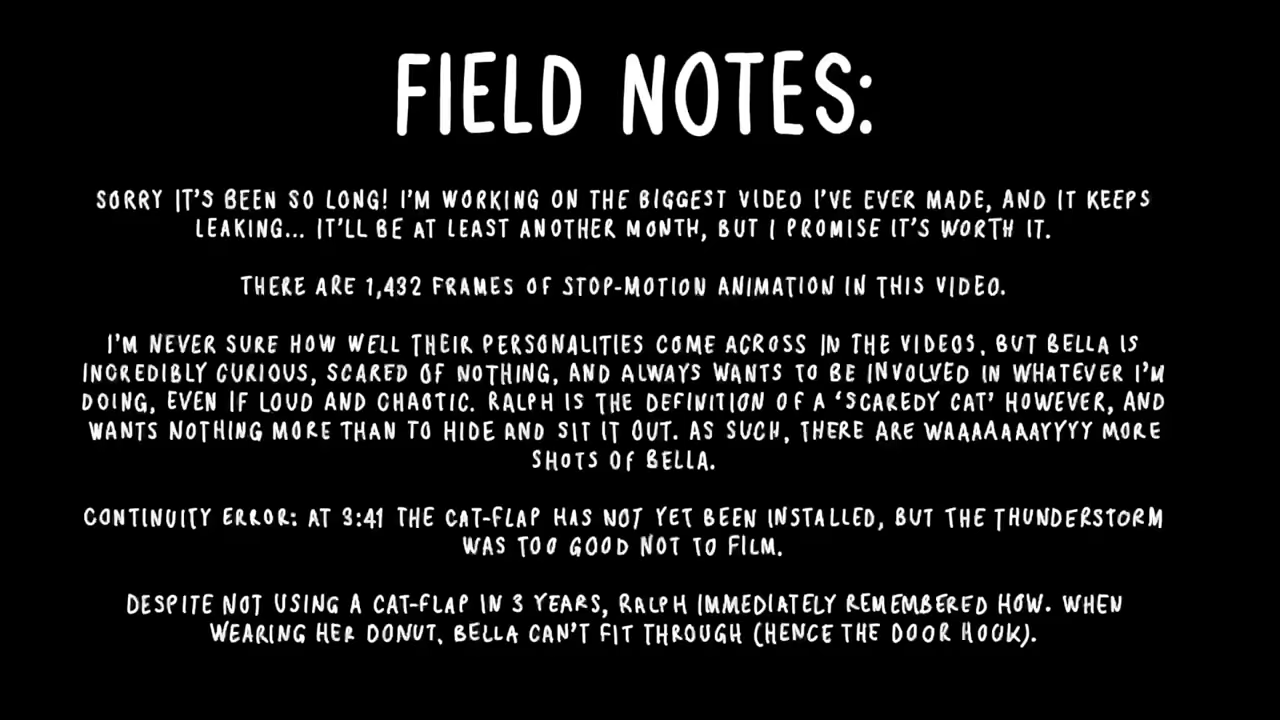 FIELD NOTES:
SORRY IT'S BEEN SO LONG! I'M WORKING ON THE BIGGEST VIDEO I'VE EVER MADE, AND IT KEEPS
LEAKING... IT'LL BE AT LEAST ANOTHER MONTH, BUT I PROMISE IT'S WORTH IT.
THERE ARE 1,432 FRAMES OF STOP-MOTION ANIMATION IN THIS VIDEO.
I'M NEVER SURE HOW WELL THEIR PERSONALITIES COME ACROSS IN THE VIDEOS, BUT BELLA IS
INCREDIBLY CURIOUS, SCARED OF NOTHING, AND ALWAYS WANTS TO BE INVOLVED IN WHATEVER I'M
DOING, EVEN IF LOUD AND CHAOTIC. RALPH IS THE DEFINITION OF A 'SCAREDY CAT' HOWEVER, AND
WANTS NOTHING MORE THAN TO HIDE AND SIT IT OUT. AS SUCH, THERE ARE WAAAAAAAYYYY MORE
SHOTS OF BELLA.
CONTINUITY ERROR: AT 3:41 THE CAT-FLAP HAS NOT YET BEEN INSTALLED, BUT THE THUNDERSTORM
WAS TOO GOOD NOT TO FILM.
DESPITE NOT USING A CAT-FLAP IN 3 YEARS, RALPH IMMEDIATELY REMEMBERED HOW. WHEN
WEARING HER DONUT, BELLA CAN'T FIT THROUGH (HENCE THE DOOR HOOK).